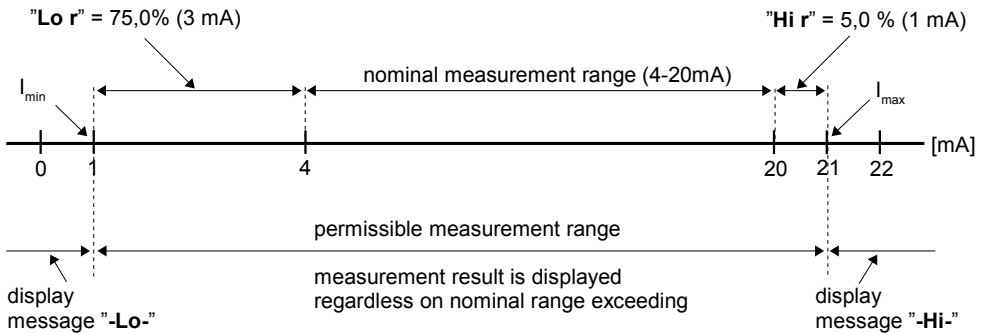 "Lo r" = 75,0% (3 mA)
"Hi r" = 5,0 % (1 mA)
nominal measurement range (4-20mA)
Imin
Imax
[mA]
0
1
4
20
21
22
permissible measurement range
measurement result is displayed
regardless on nominal range exceeding
display
message "-Lo-"
display
message "-Hi-"